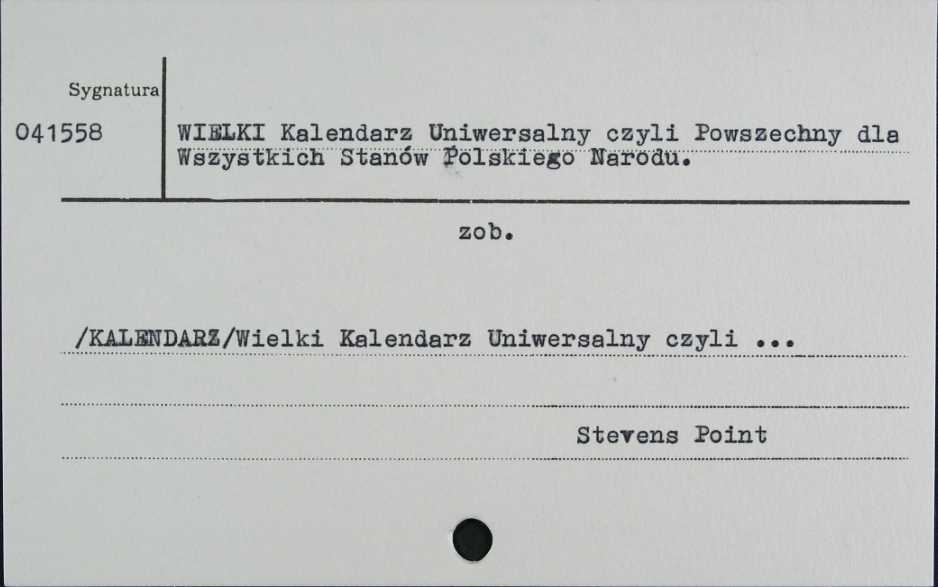 Sygnatura
041558
WIELKI Kalendarz Uniwersalny czyli Powszechny dla
Wszystkich Stanów Polskiego Narodu.
zob.
/KALENDARZ/Wielki Kalendarz Uniwersalny czyli ...
Stevens Point